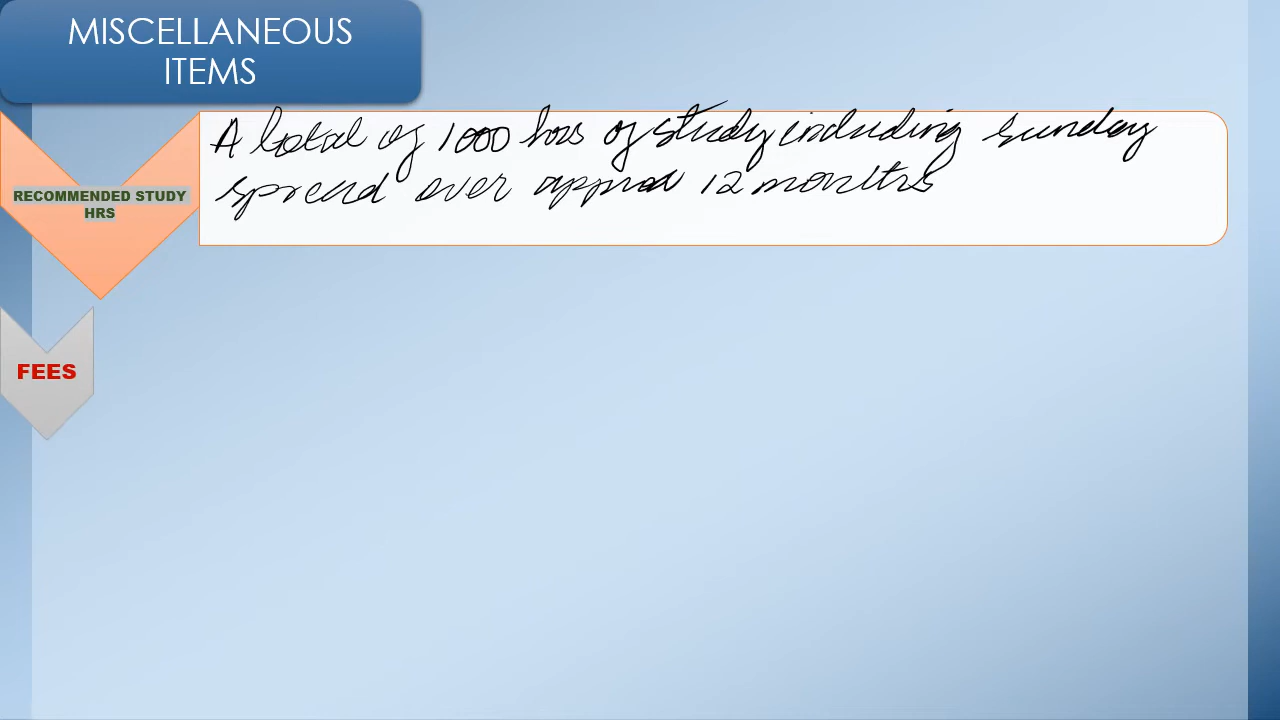 MISCELLANEOUS
ITEMS
A total of 1000 hrs of study including sunday
spread over approx 12 months
RECOMMENDED STUDY
HRS
FEES